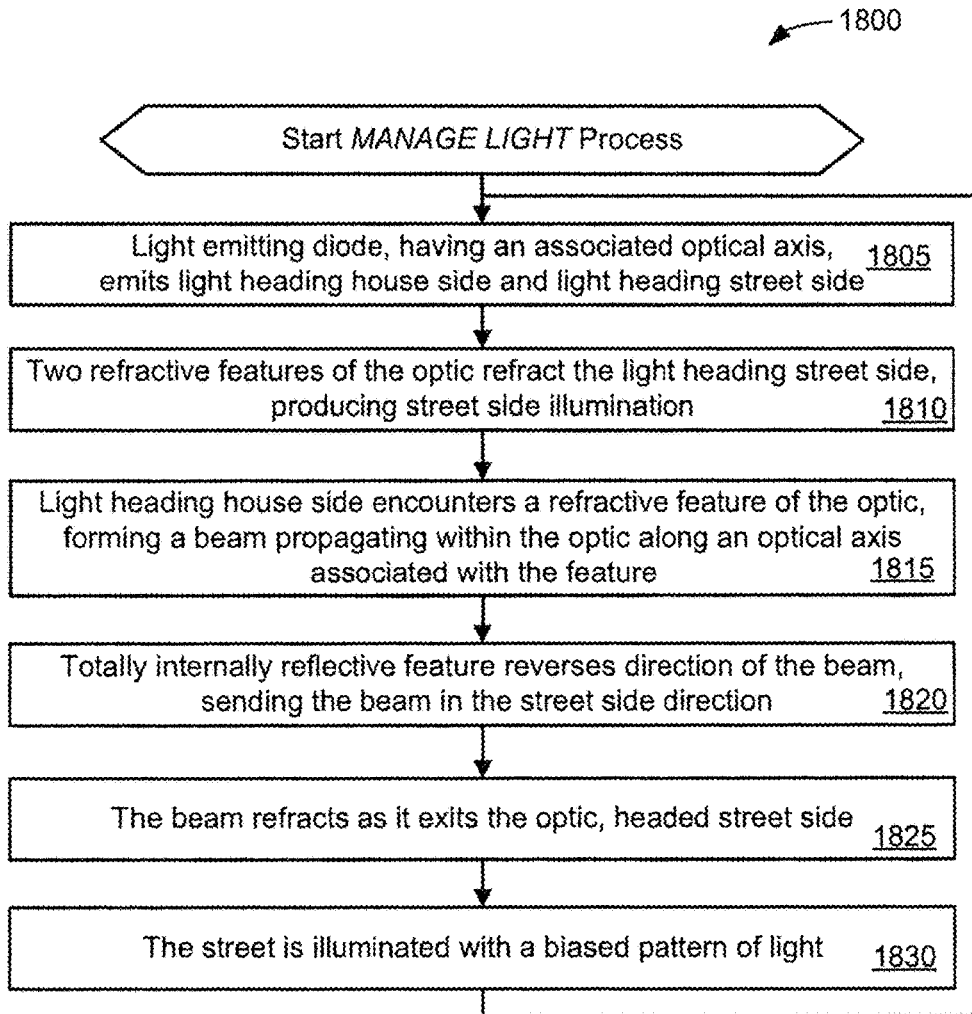 1800
Start MANAGE LIGHT Process
Light emitting diode, having an associated optical axis,
emits light heading house side and light heading street side
1805
Two refractive features of the optic refract the light heading street side,
producing street side illumination
1810
Light heading house side encounters a refractive feature of the optic,
forming a beam propagating within the optic along an optical axis
associated with the feature
1815
Totally internally reflective feature reverses direction of the beam,
sending the beam in the street side direction
1820
The beam refracts as it exits the optic, headed street side
1825
The street is illuminated with a biased pattern of light
1830